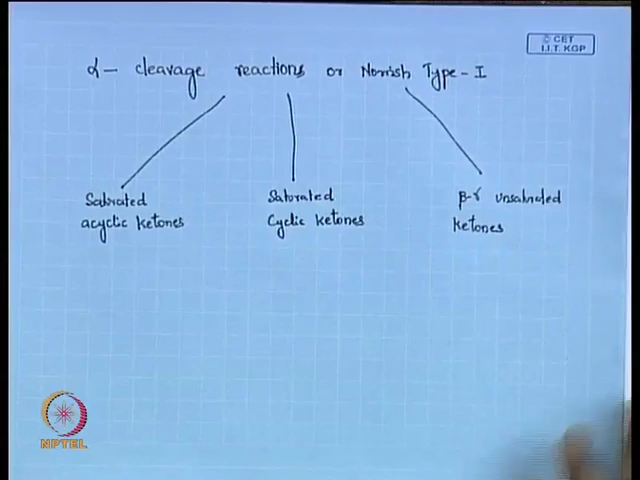 © CET
I.I.T. KGP
α- cleavage reactions or Norrish Type-I
Saturated
acyclic ketones
Saturated
Cyclic ketones
β-γ unsaturated
ketones
NPTEL